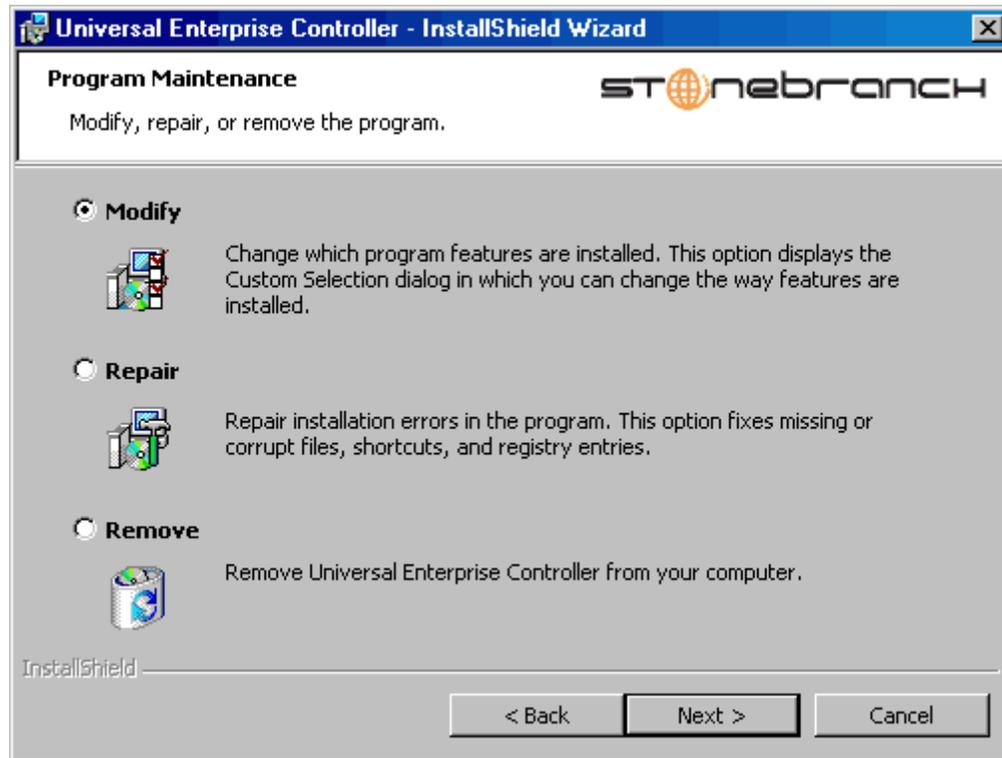 Universal Enterprise Controller - InstallShield Wizard
Program Maintenance
STONEBRANCH
Modify, repair, or remove the program.
Modify
Change which program features are installed. This option displays the
Custom Selection dialog in which you can change the way features are
installed.
Repair
Repair installation errors in the program. This option fixes missing or
corrupt files, shortcuts, and registry entries.
Remove
Remove Universal Enterprise Controller from your computer.
InstallShield
< Back
Next >
Cancel